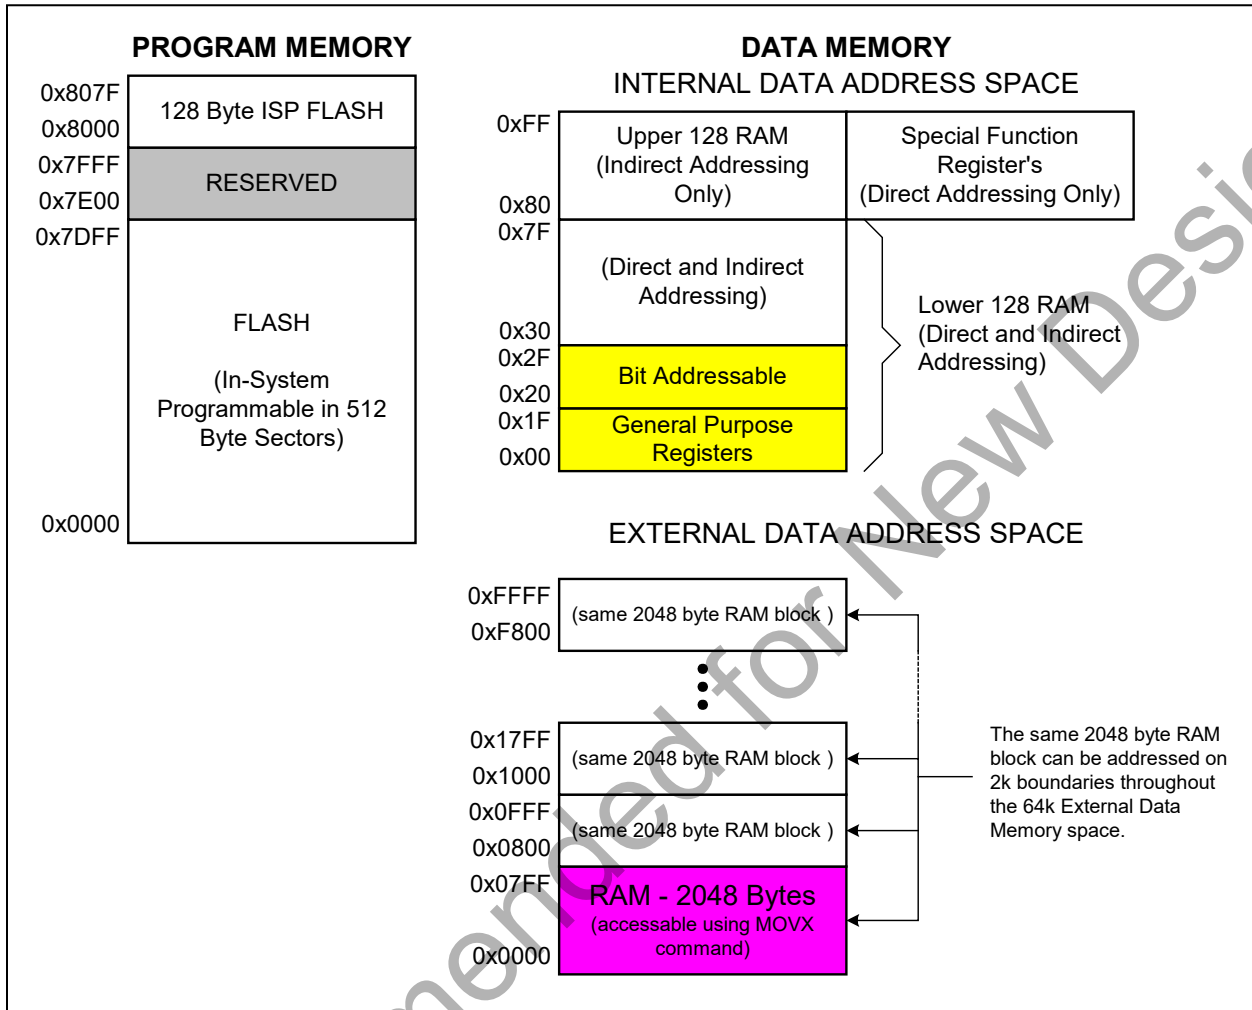 PROGRAM MEMORY
0x807F
0x8000
128 Byte ISP FLASH
0x7FFF
0x7E00
RESERVED
0x7DFF
FLASH
(In-System
Programmable in 512
Byte Sectors)
0x0000
DATA MEMORY
INTERNAL DATA ADDRESS SPACE
0xFF
Upper 128 RAM
(Indirect Addressing
Only)
0x80
Special Function
Register's
(Direct Addressing Only)
0x7F
(Direct and Indirect
Addressing)
0x30
Lower 128 RAM
(Direct and Indirect
Addressing)
0x2F
Bit Addressable
0x20
0x1F
General Purpose
Registers
0x00
EXTERNAL DATA ADDRESS SPACE
0xFFFF
(same 2048 byte RAM block )
0xF800
0x17FF
(same 2048 byte RAM block )
0x1000
0x0FFF
(same 2048 byte RAM block )
0x0800
0x07FF
RAM - 2048 Bytes
(accessable using MOVX
command)
0x0000
The same 2048 byte RAM
block can be addressed on
2k boundaries throughout
the 64k External Data
Memory space.
for New